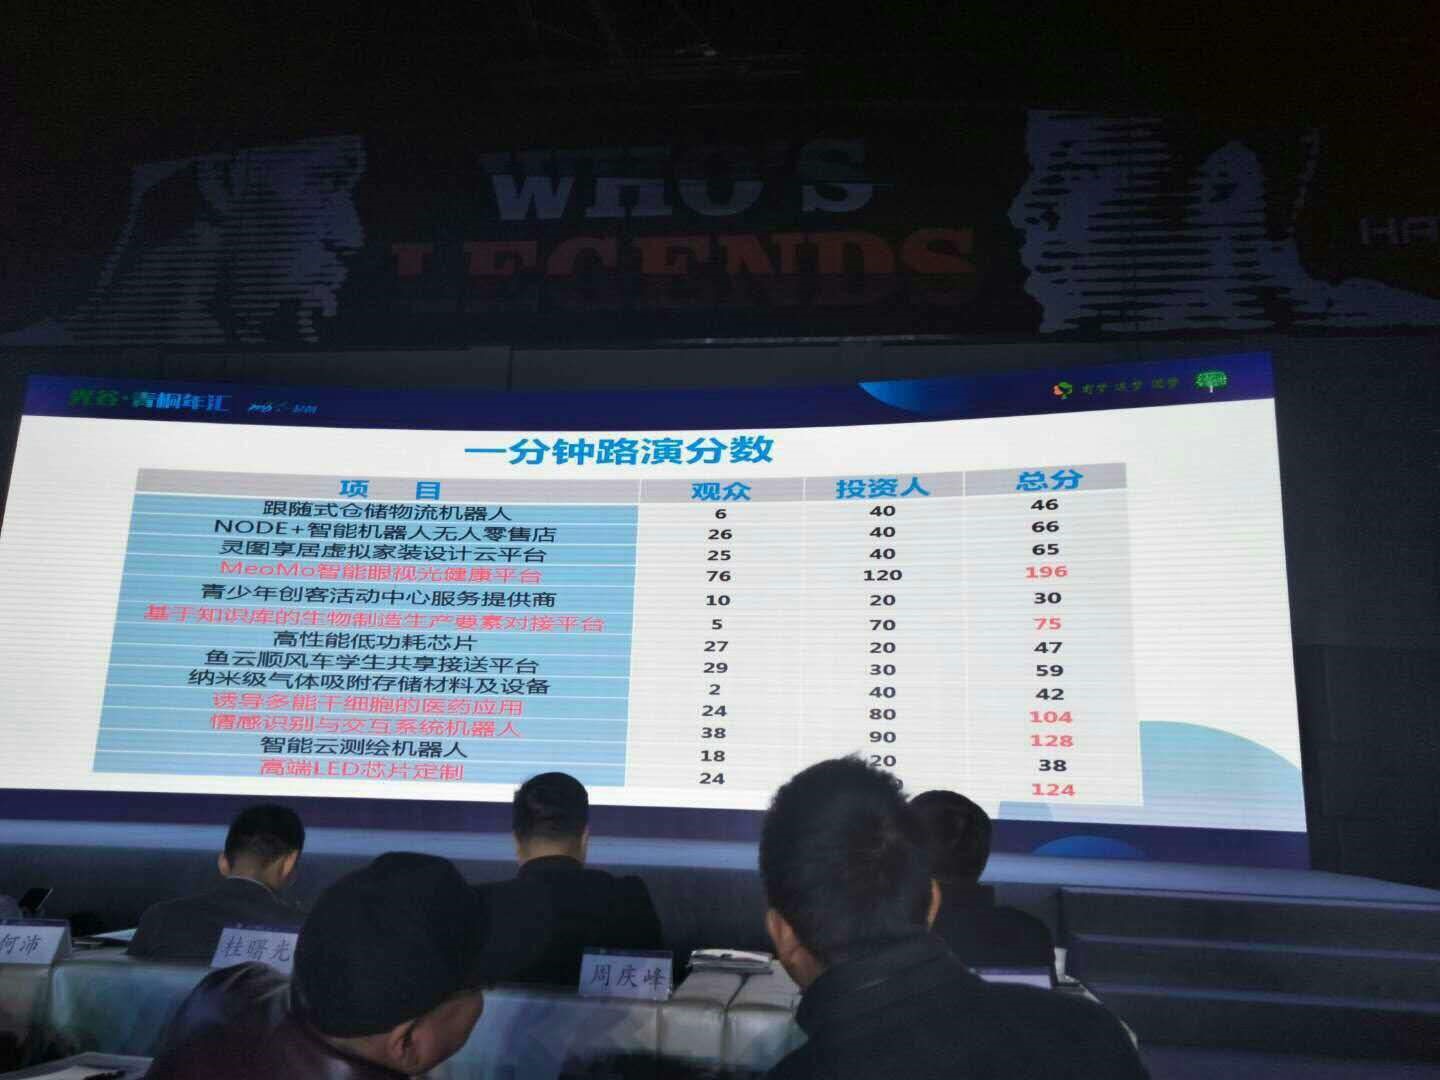 WHO'S
LEGENDS
HA
光谷·青桐年汇
有梦 逐梦 圆梦
一分钟路演分数
项 目 观众 投资人 总分
跟随式仓储物流机器人 6 40 46
NODE+智能机器人无人零售店 26 40 66
灵图享居虚拟家装设计云平台 25 40 65
MeoMo智能眼视光健康平台 76 120 196
青少年创客活动中心服务提供商 10 20 30
基于知识库的生物制造生产要素对接平台 5 70 75
高性能低功耗芯片 27 20 47
鱼云顺风车学生共享接送平台 29 30 59
纳米级气体吸附存储材料及设备 2 40 42
诱导多能干细胞的医药应用 24 80 104
情感识别与交互系统机器人 38 90 128
智能云测绘机器人 18 20 38
高端LED芯片定制 24 124
何沛
桂曙光
周庆峰